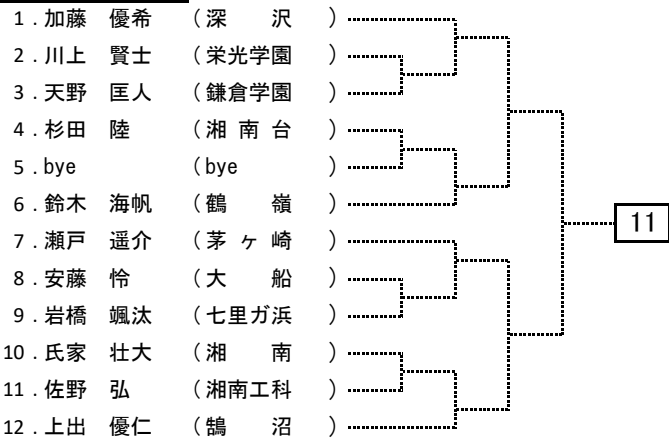 1．加藤　優希　（深　　沢　）
2．川上　賢士　（栄光学園　）
3．天野　匡人　（鎌倉学園　）
4．杉田　陸　（湘 南 台　）
5．bye　（bye　）
6．鈴木　海帆　（鶴　　嶺　）
7．瀬戸　遥介　（茅 ヶ 崎　）
8．安藤　怜　（大　　船　）
9．岩橋　颯汰　（七里ガ浜　）
10．氏家　壮大　（湘　　南　）
11．佐野　弘　（湘南工科　）
12．上出　優仁　（鵠　　沼　）
11